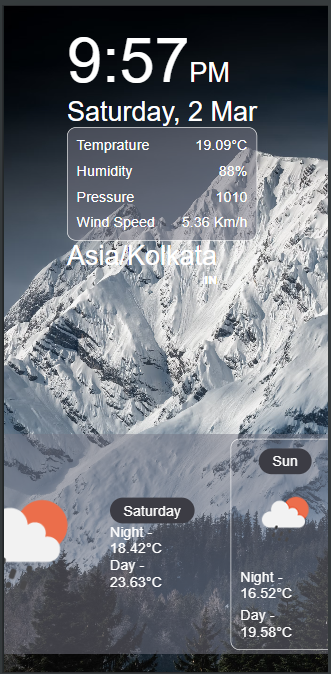 9:57PM
Saturday, 2 Mar
Temprature 19.09°C
Humidity 88%
Pressure 1010
Wind Speed 5.36 Km/h
Asia/Kolkata
IN
Saturday
Night -
18.42°C
Day -
23.63°C
Sun
Night -
16.52°C
Day -
19.58°C